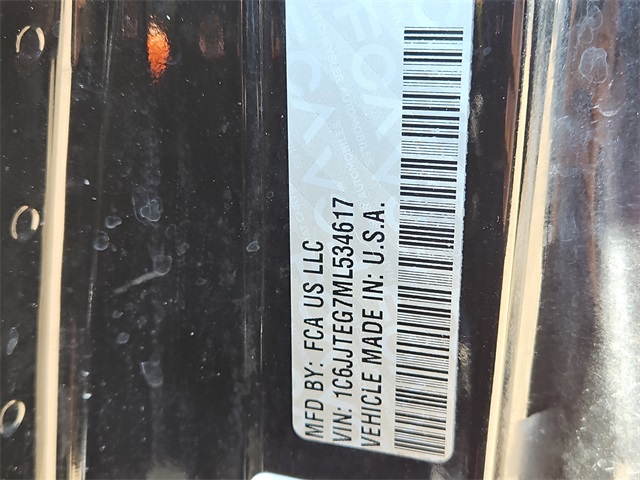 MFD BY: FCA US LLC
VIN: 1C6JJTEG7ML534617
VEHICLE MADE IN: U.S.A.